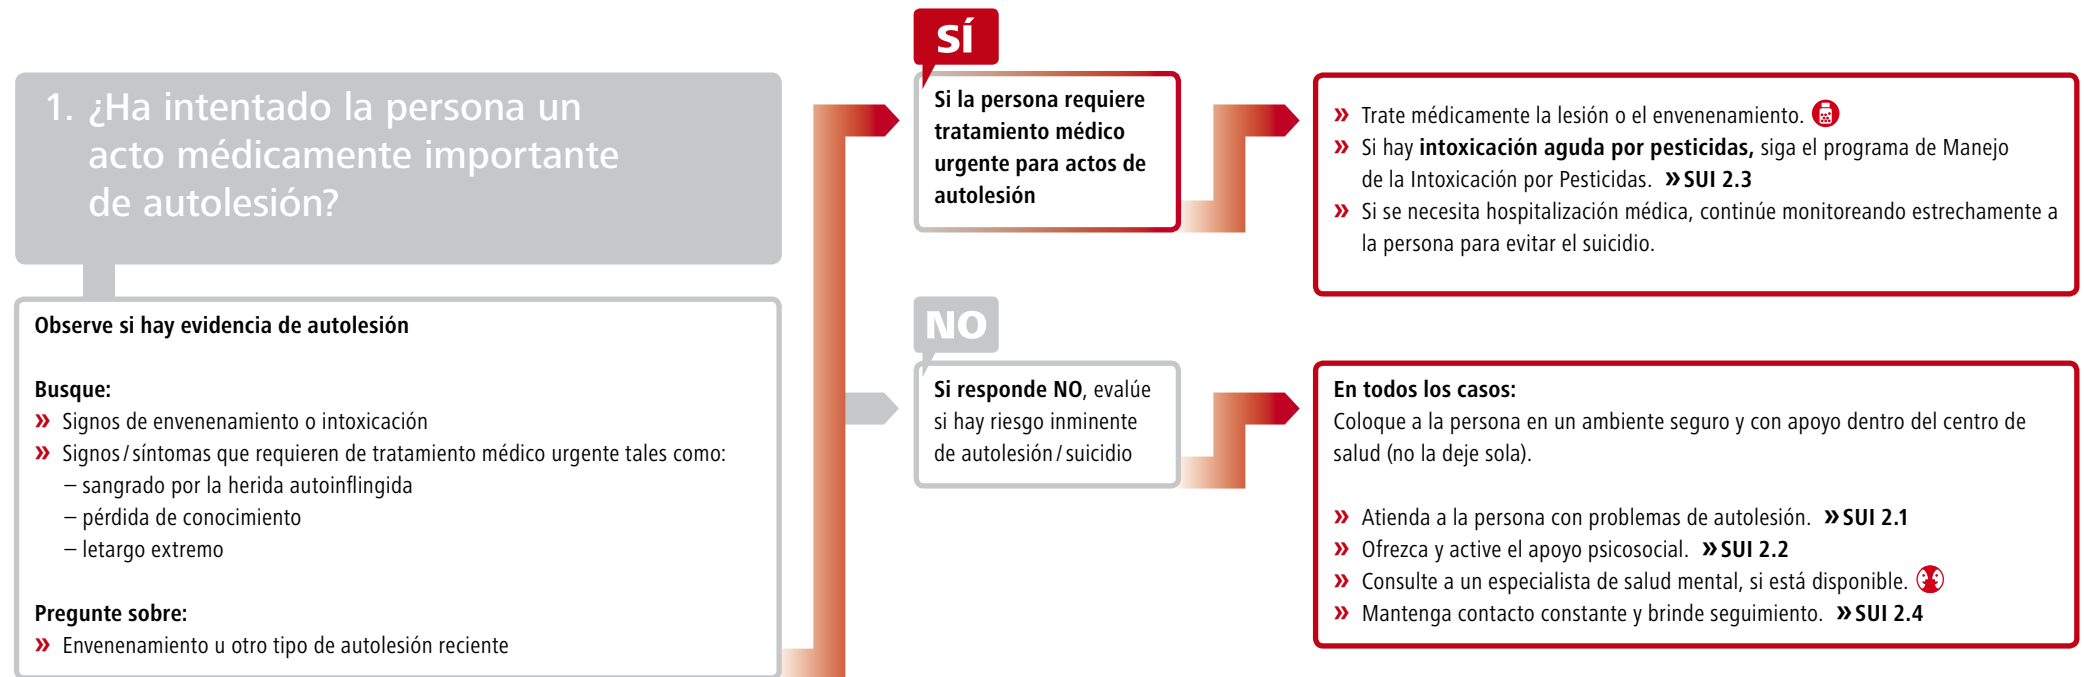 1. ¿Ha intentado la persona un
acto médicamente importante
de autolesión?
Observe si hay evidencia de autolesión
Busque:
» Signos de envenenamiento o intoxicación
» Signos/síntomas que requieren de tratamiento médico urgente tales como:
– sangrado por la herida autoinflingida
– pérdida de conocimiento
– letargo extremo
Pregunte sobre:
» Envenenamiento u otro tipo de autolesión reciente
SÍ
Si la persona requiere
tratamiento médico
urgente para actos de
autolesión
» Trate médicamente la lesión o el envenenamiento.
» Si hay intoxicación aguda por pesticidas, siga el programa de Manejo
de la Intoxicación por Pesticidas. » SUI 2.3
» Si se necesita hospitalización médica, continúe monitoreando estrechamente a
la persona para evitar el suicidio.
NO
Si responde NO, evalúe
si hay riesgo inminente
de autolesión/suicidio
En todos los casos:
Coloque a la persona en un ambiente seguro y con apoyo dentro del centro de
salud (no la deje sola).
» Atienda a la persona con problemas de autolesión. » SUI 2.1
» Ofrezca y active el apoyo psicosocial. » SUI 2.2
» Consulte a un especialista de salud mental, si está disponible.
» Mantenga contacto constante y brinde seguimiento. » SUI 2.4